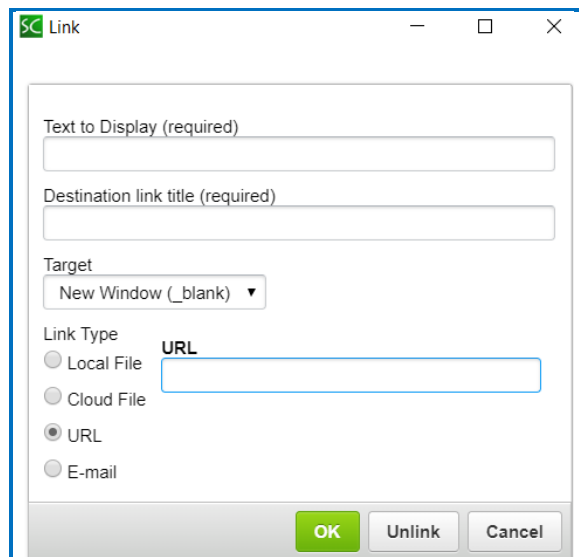 SC Link
Text to Display (required)
Destination link title (required)
Target
New Window (_blank)
Link Type
URL
Local File
Cloud File
URL
E-mail
OK Unlink Cancel